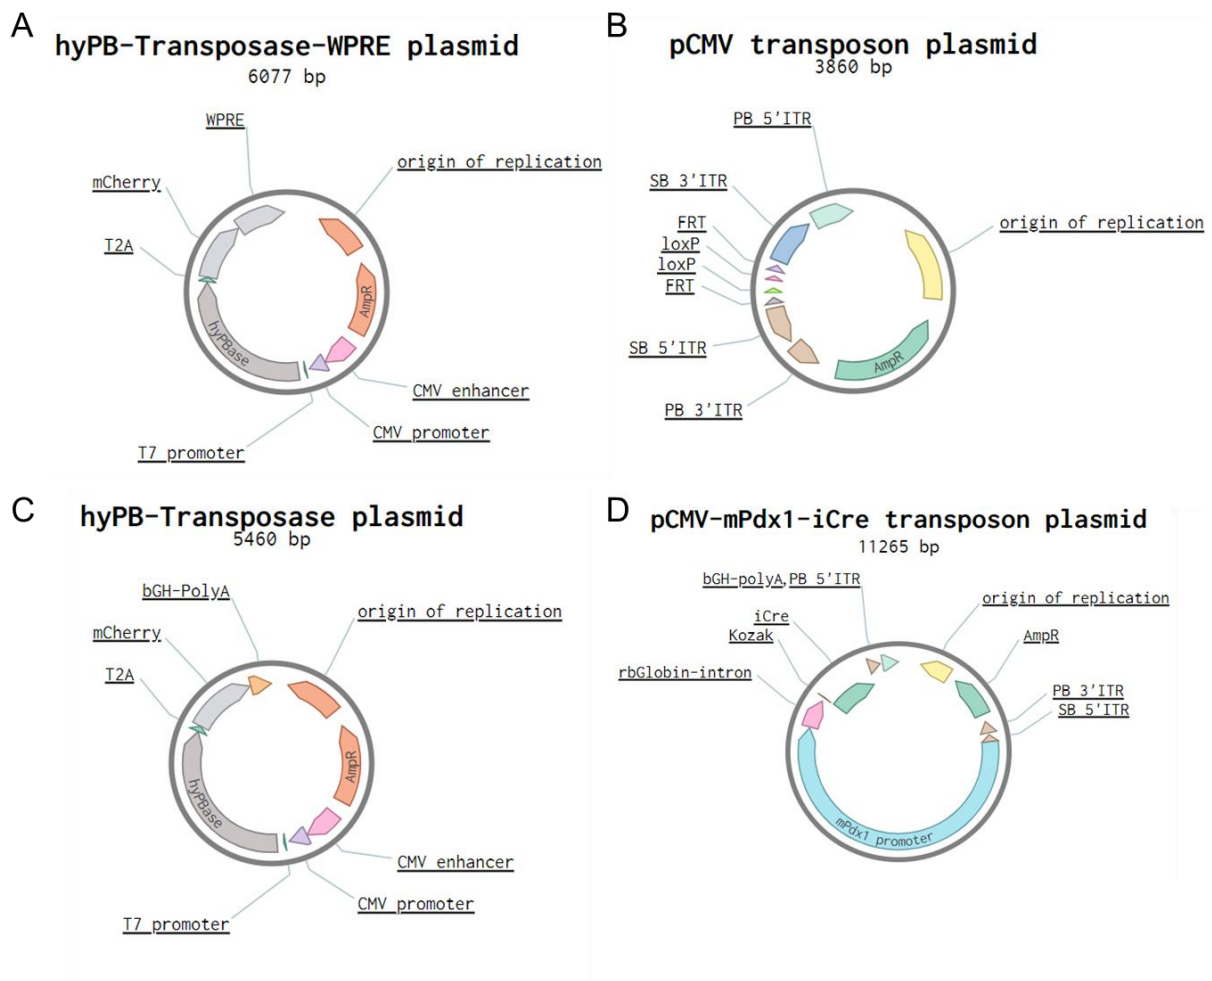 A
hyPB-Transposase-WPRE plasmid
6077 bp
WPRE
origin of replication
mCherry
T2A
AmpR
hyPBase
CMV enhancer
CMV promoter
T7 promoter
B
pCMV transposon plasmid
3860 bp
PB 5'ITR
SB 3'ITR
FRT
loxP
loxP
FRT
origin of replication
SB 5'ITR
AmpR
PB 3'ITR
C
hyPB-Transposase plasmid
5460 bp
bGH-PolyA
origin of replication
mCherry
T2A
AmpR
hyPBase
CMV enhancer
CMV promoter
T7 promoter
D
pCMV-mPdx1-iCre transposon plasmid
11265 bp
bGH-polyA, PB 5'ITR
origin of replication
iCre
Kozak
AmpR
rbGlobin-intron
PB 3'ITR
SB 5'ITR
mPdx1 promoter